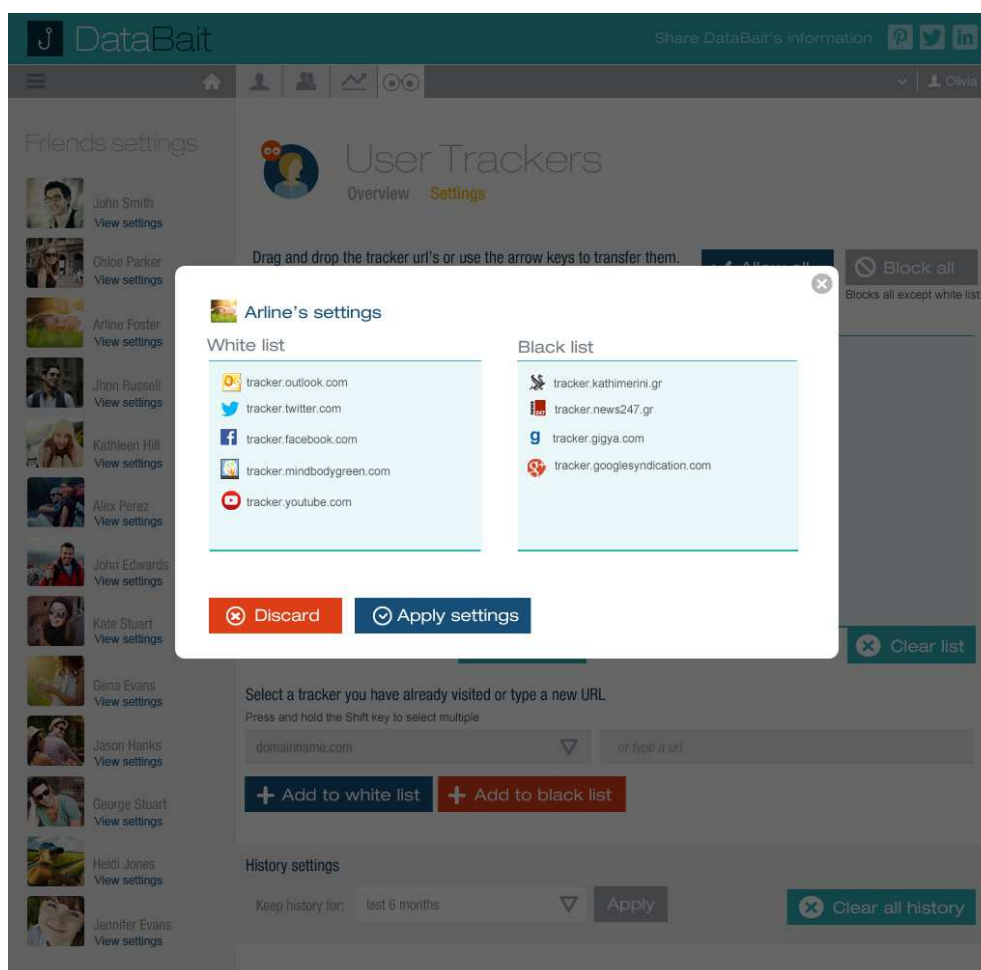 DataBait
Share DataBait's information
Olivia
Friends settings
John Smith
View settings
Chloe Parker
View settings
Arline Foster
View settings
Jhon Russell
View settings
Kathleen Hill
View settings
Alex Perez
View settings
John Edwards
View settings
Kate Stuart
View settings
Gena Evans
View settings
Jason Hanks
View settings
George Stuart
View settings
Heidi Jones
View settings
Jennifer Evans
View settings
User Trackers
Overview Settings
Drag and drop the tracker url's or use the arrow keys to transfer them.
Block all
Blocks all except white list
Arline's settings
White list
tracker.outlook.com
tracker.twitter.com
tracker.facebook.com
tracker.mindbodygreen.com
tracker.youtube.com
Black list
tracker.kathimerini.gr
tracker.news247.gr
tracker.gigya.com
tracker.googlesyndication.com
Discard
Apply settings
Clear list
Select a tracker you have already visited or type a new URL
Press and hold the Shift key to select multiple
domainname.com
or type a url
Add to white list
Add to black list
History settings
Keep history for: last 6 months
Apply
Clear all history